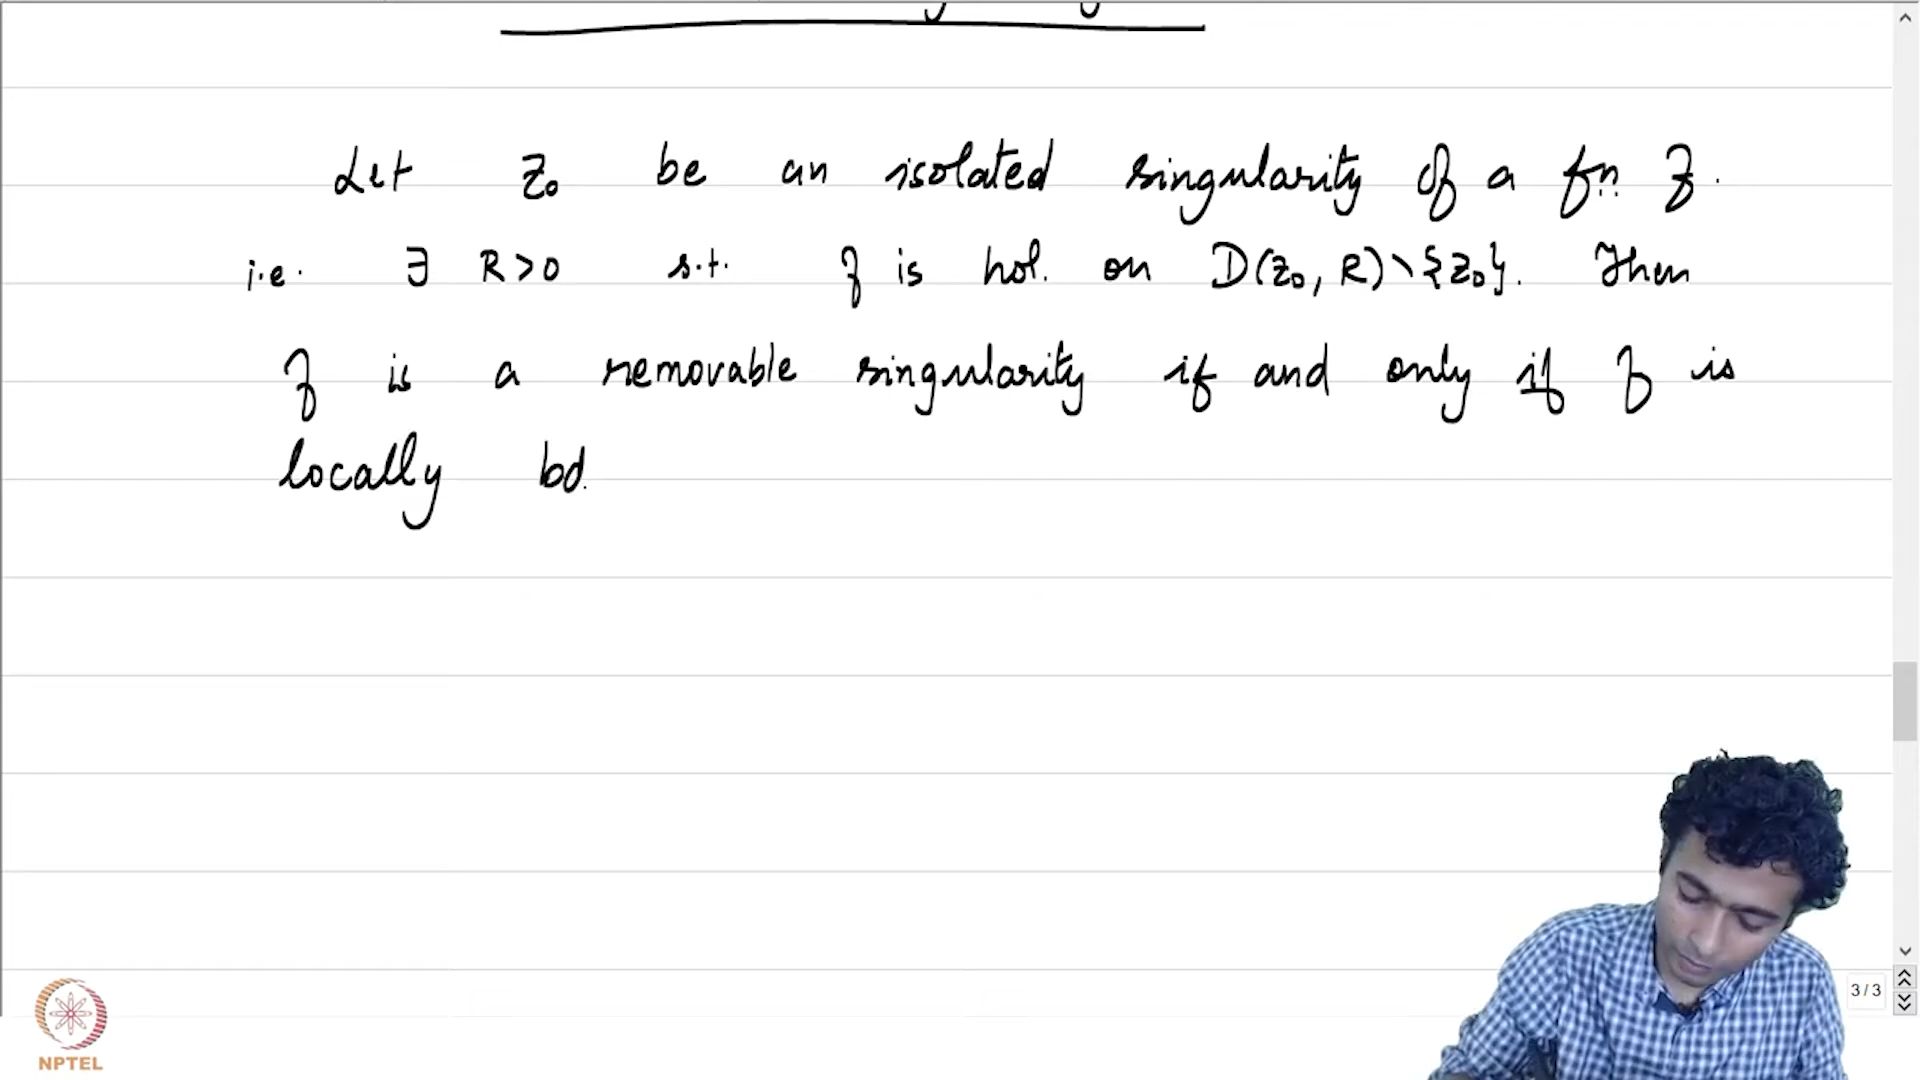 Let z₀ be an isolated singularity of a fn. f.
i.e. ∃ R>0 s.t. f is hol. on D(z₀, R)∖{z₀}. Then
f is a removable singularity if and only if f is
locally bd.
3 / 3
NPTEL